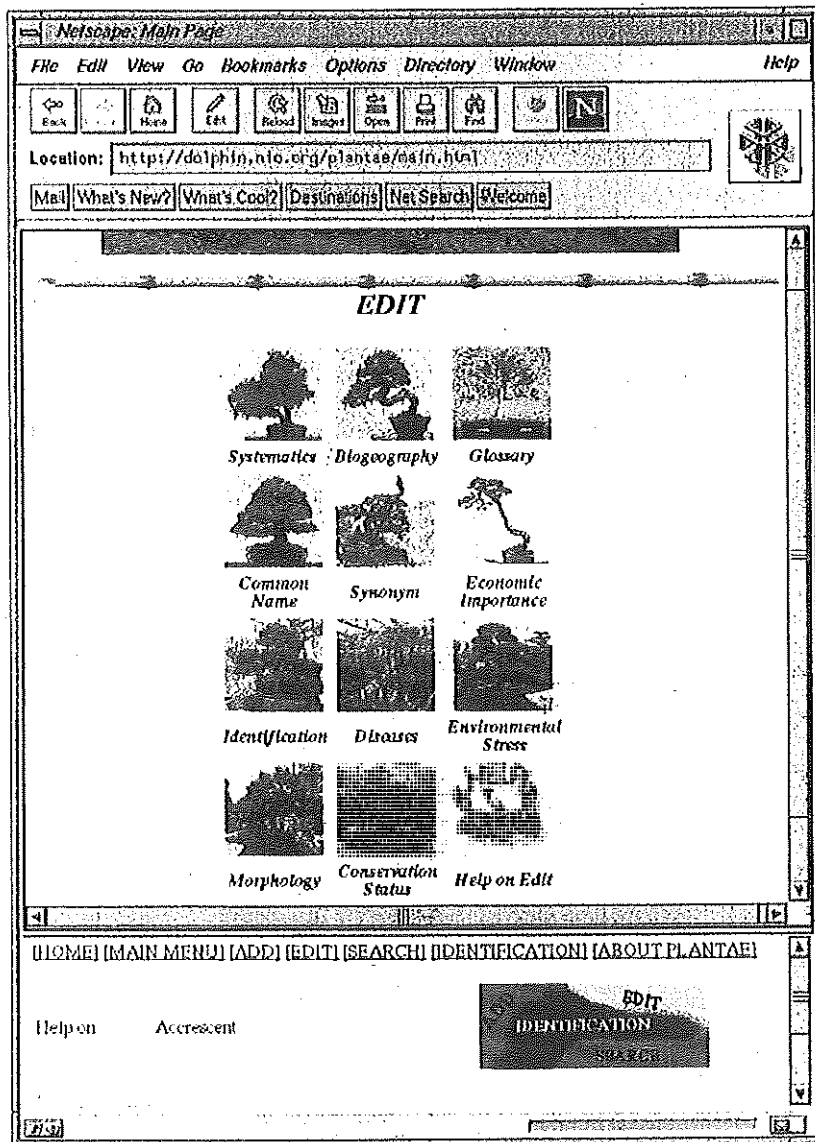 Netscape: Main Page
File Edit View Go Bookmarks Options Directory Window Help
Back Home Edit Reload Images Open Print Find N
Location: http://dolphin.nio.org/plantae/main.html
Mail What's New? What's Cool? Destinations Net Search Welcome
EDIT
Systematics Biogeography Glossary
Common Name Synonym Economic Importance
Identification Diseases Environmental Stress
Morphology Conservation Status Help on Edit
[HOME] [MAIN MENU] [ADD] [EDIT] [SEARCH] [IDENTIFICATION] [ABOUT PLANTAE]
EDIT
Help on Accrescent IDENTIFICATION
SEARCH